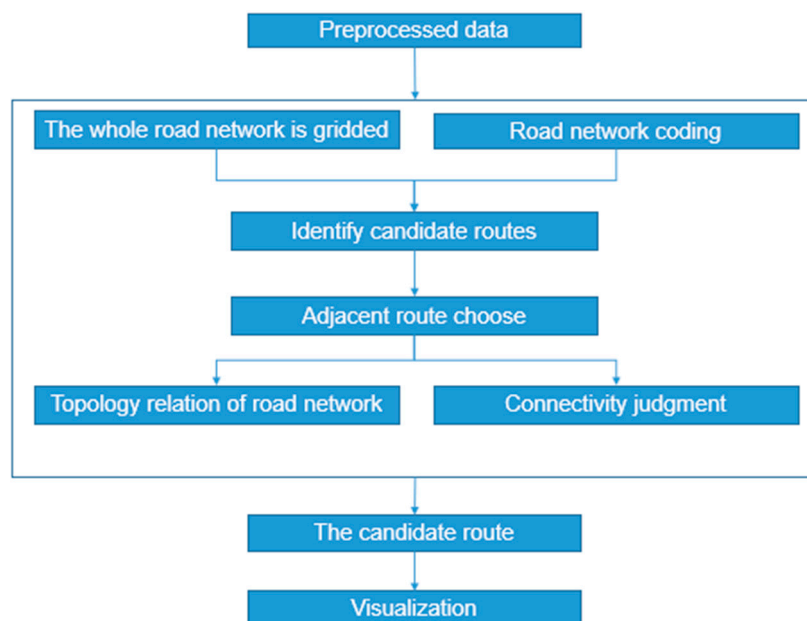 Preprocessed data
The whole road network is gridded
Road network coding
Identify candidate routes
Adjacent route choose
Topology relation of road network
Connectivity judgment
The candidate route
Visualization